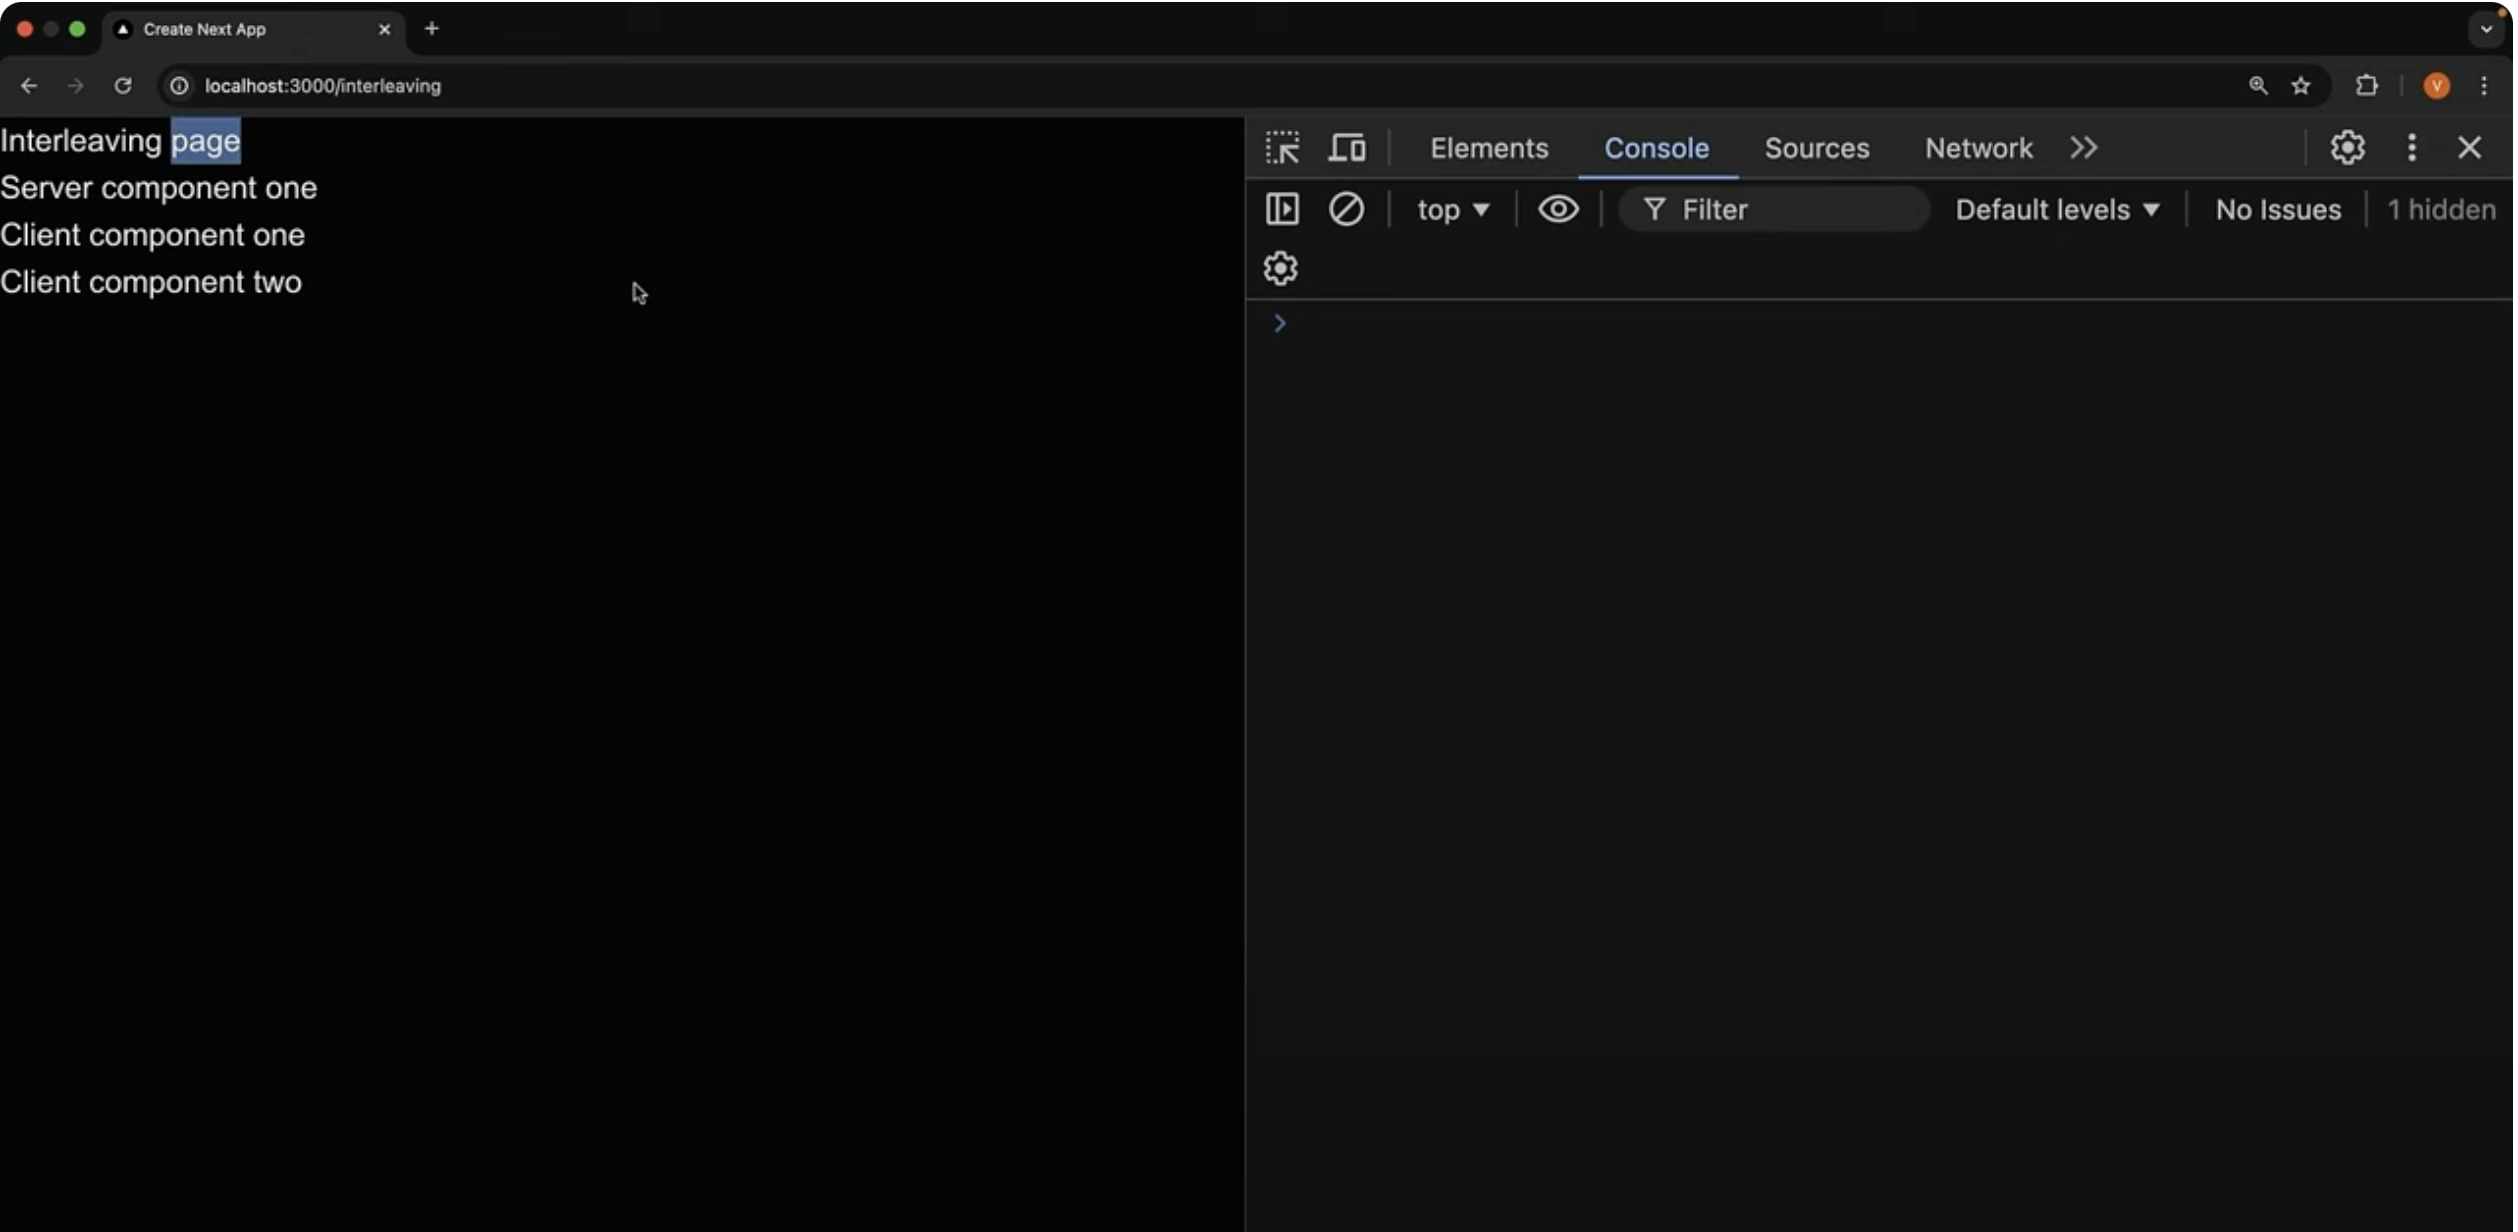 Create Next App
localhost:3000/interleaving
V
Interleaving page
Server component one
Client component one
Client component two
Elements Console Sources Network
top Filter Default levels No Issues 1 hidden